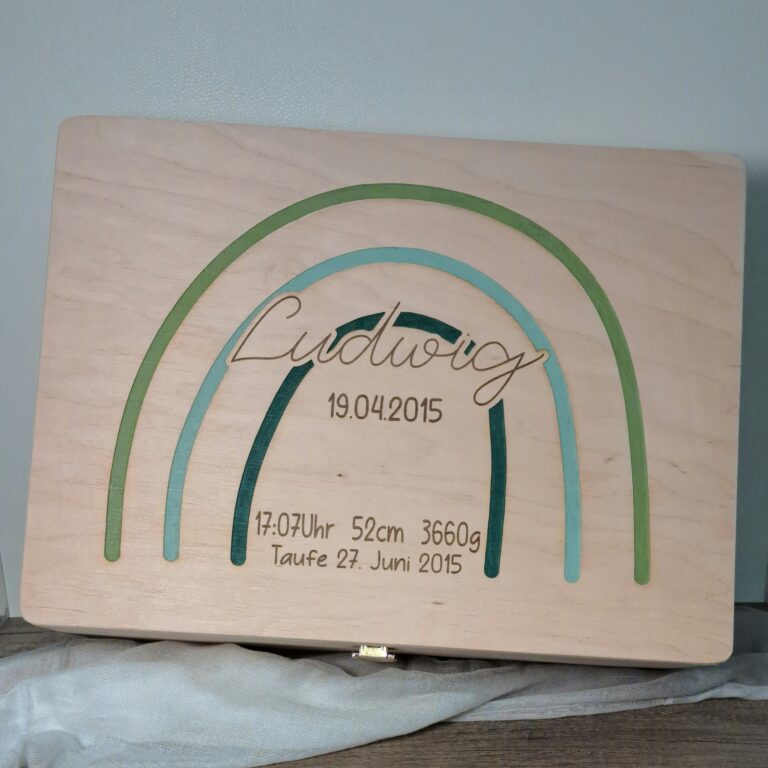 Ludwig
19.04.2015
17:07Uhr 52cm 3660g
Taufe 27. Juni 2015